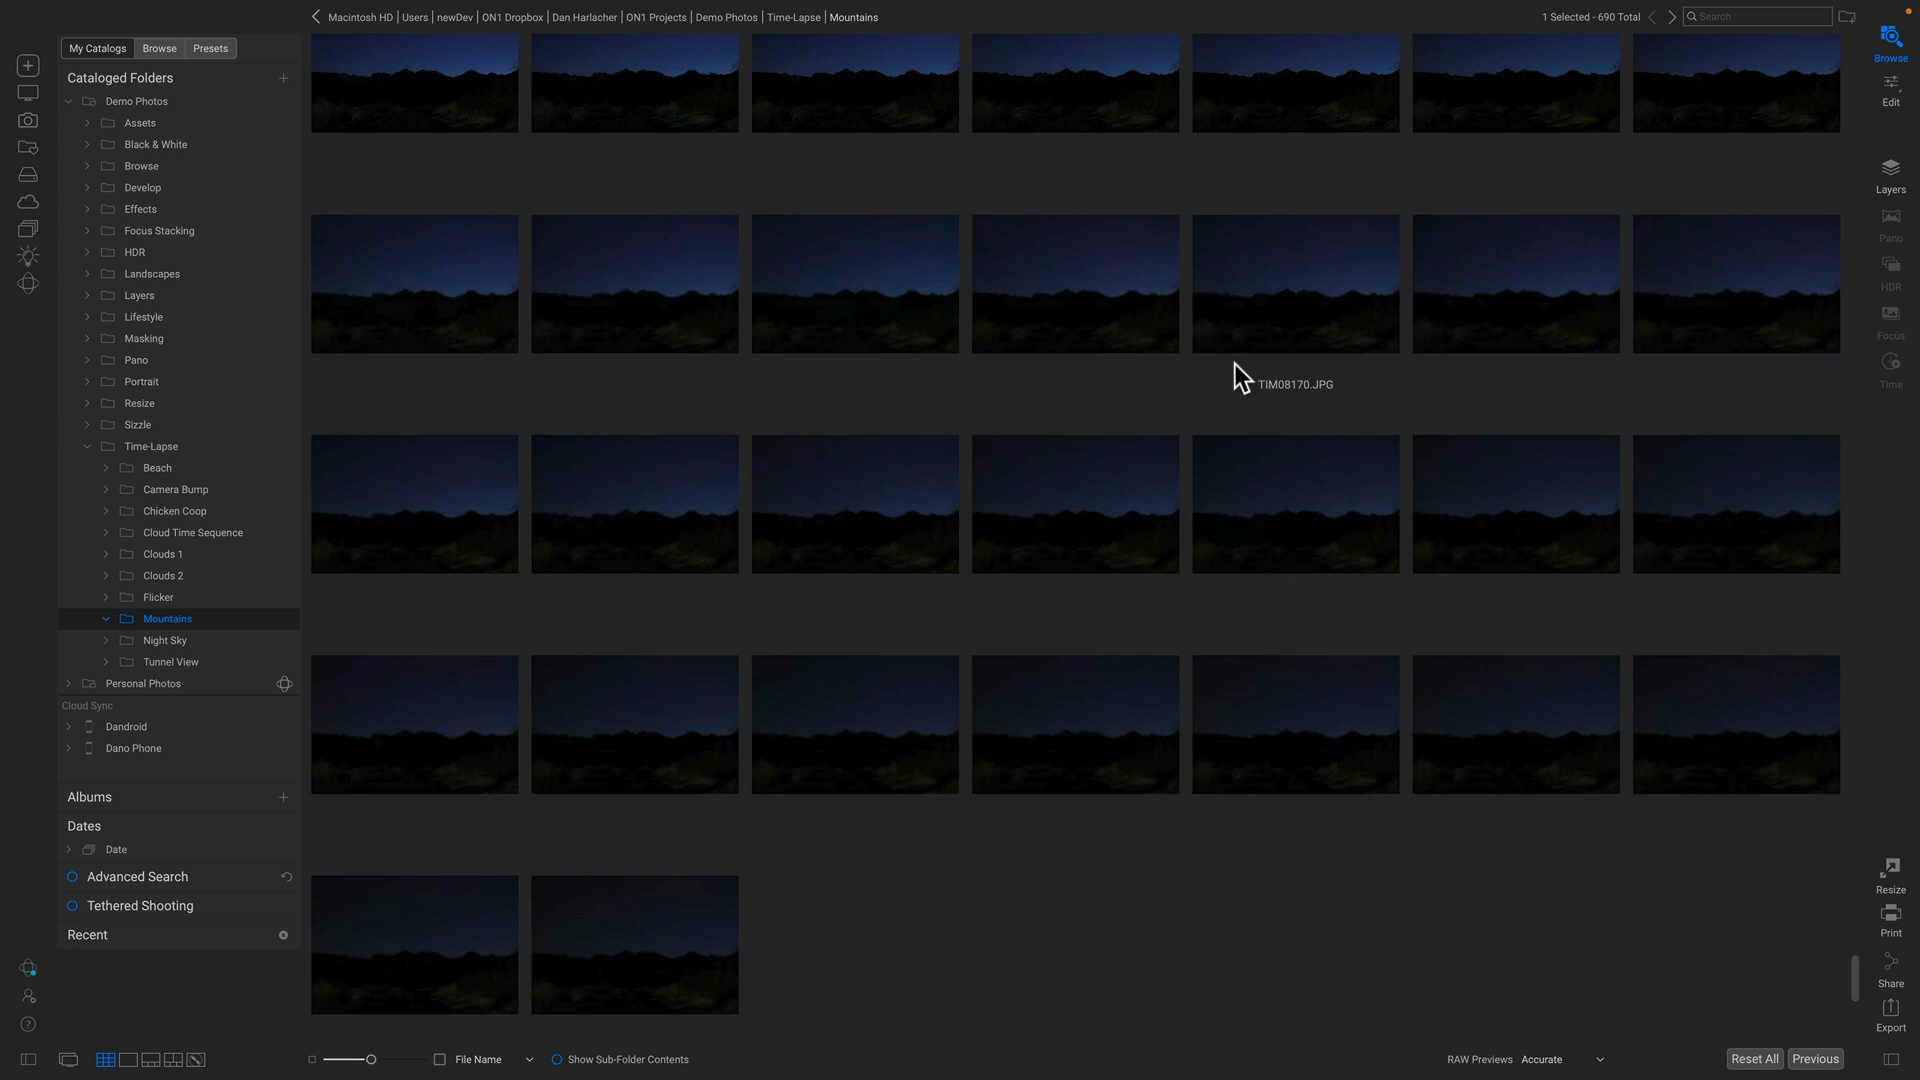 Macintosh HD | Users | newDev | ON1 Dropbox | Dan Harlacher | ON1 Projects | Demo Photos | Time-Lapse | Mountains
1 Selected - 690 Total
Search
My Catalogs
Browse
Presets
Cataloged Folders
Demo Photos
Assets
Black & White
Browse
Develop
Effects
Focus Stacking
HDR
Landscapes
Layers
Lifestyle
Masking
Pano
Portrait
Resize
Sizzle
Time-Lapse
Beach
Camera Bump
Chicken Coop
Cloud Time Sequence
Clouds 1
Clouds 2
Flicker
Mountains
Night Sky
Tunnel View
Personal Photos
Cloud Sync
Dandroid
Dano Phone
Albums
Dates
Date
Advanced Search
Tethered Shooting
Recent
TIM08170.JPG
Browse
Edit
Layers
Pano
HDR
Focus
Time
Resize
Print
Share
Export
File Name
Show Sub-Folder Contents
RAW Previews Accurate
Reset All
Previous